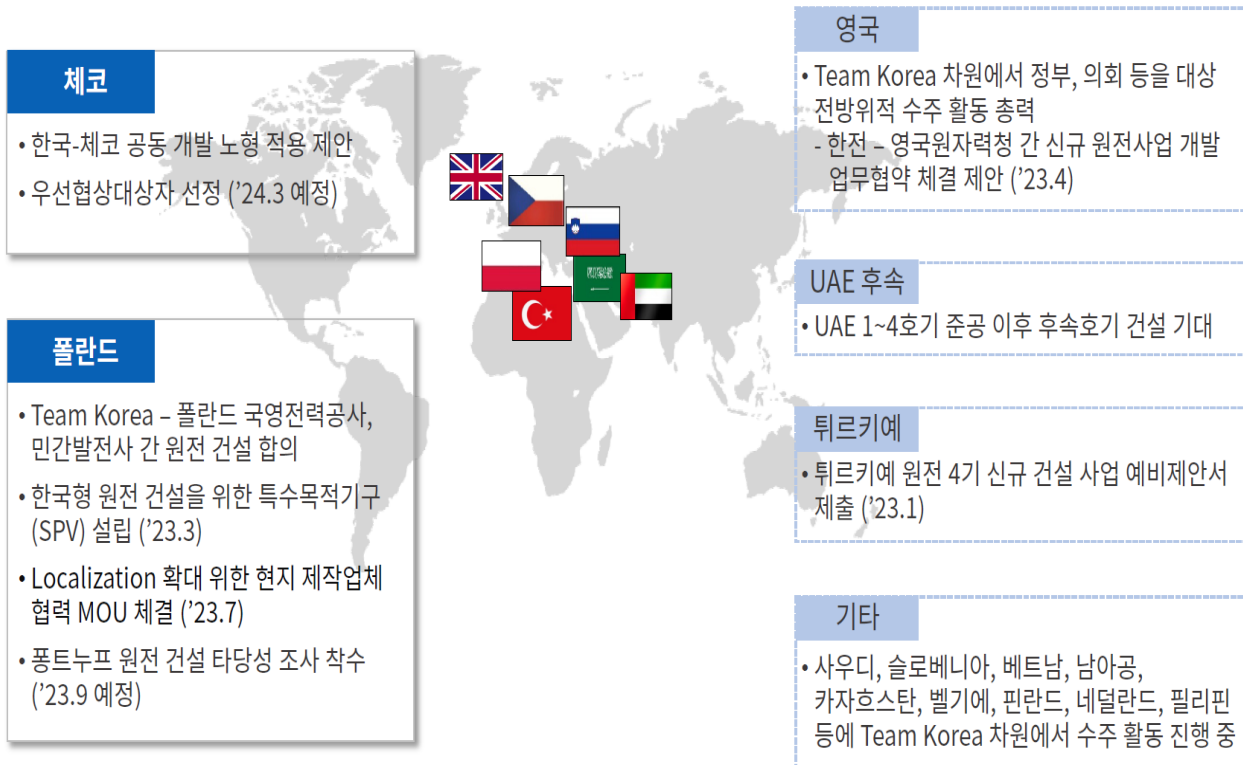 체코
• 한국-체코 공동 개발 노형 적용 제안
• 우선협상대상자 선정 (’24.3 예정)
폴란드
• Team Korea – 폴란드 국영전력공사,
민간발전사 간 원전 건설 합의
• 한국형 원전 건설을 위한 특수목적기구
(SPV) 설립 (’23.3)
• Localization 확대 위한 현지 제작업체
협력 MOU 체결 (’23.7)
• 퐁트누프 원전 건설 타당성 조사 착수
(’23.9 예정)
영국
• Team Korea 차원에서 정부, 의회 등을 대상
전방위적 수주 활동 총력
- 한전 – 영국원자력청 간 신규 원전사업 개발
업무협약 체결 제안 (’23.4)
UAE 후속
• UAE 1~4호기 준공 이후 후속호기 건설 기대
튀르키예
• 튀르키예 원전 4기 신규 건설 사업 예비제안서
제출 (’23.1)
기타
• 사우디, 슬로베니아, 베트남, 남아공,
카자흐스탄, 벨기에, 핀란드, 네덜란드, 필리핀
등에 Team Korea 차원에서 수주 활동 진행 중